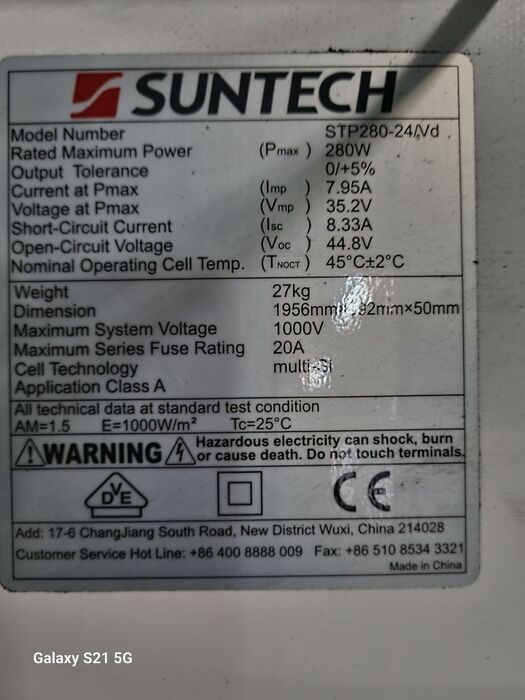 SUNTECH
Model Number STP280-24/Vd
Rated Maximum Power (Pmax) 280W
Output Tolerance 0/+5%
Current at Pmax (Imp) 7.95A
Voltage at Pmax (Vmp) 35.2V
Short-Circuit Current (Isc) 8.33A
Open-Circuit Voltage (Voc) 44.8V
Nominal Operating Cell Temp. (TNOCT) 45°C±2°C
Weight 27kg
Dimension 1956mm 92mm×50mm
Maximum System Voltage 1000V
Maximum Series Fuse Rating 20A
Cell Technology multi-Si
Application Class A
All technical data at standard test condition
AM=1.5 E=1000W/m² Tc=25°C
WARNING Hazardous electricity can shock, burn
or cause death. Do not touch terminals.
DVE CE
Add: 17-6 ChangJiang South Road, New District Wuxi, China 214028
Customer Service Hot Line: +86 400 8888 009 Fax: +86 510 8534 3321
Made in China
Galaxy S21 5G